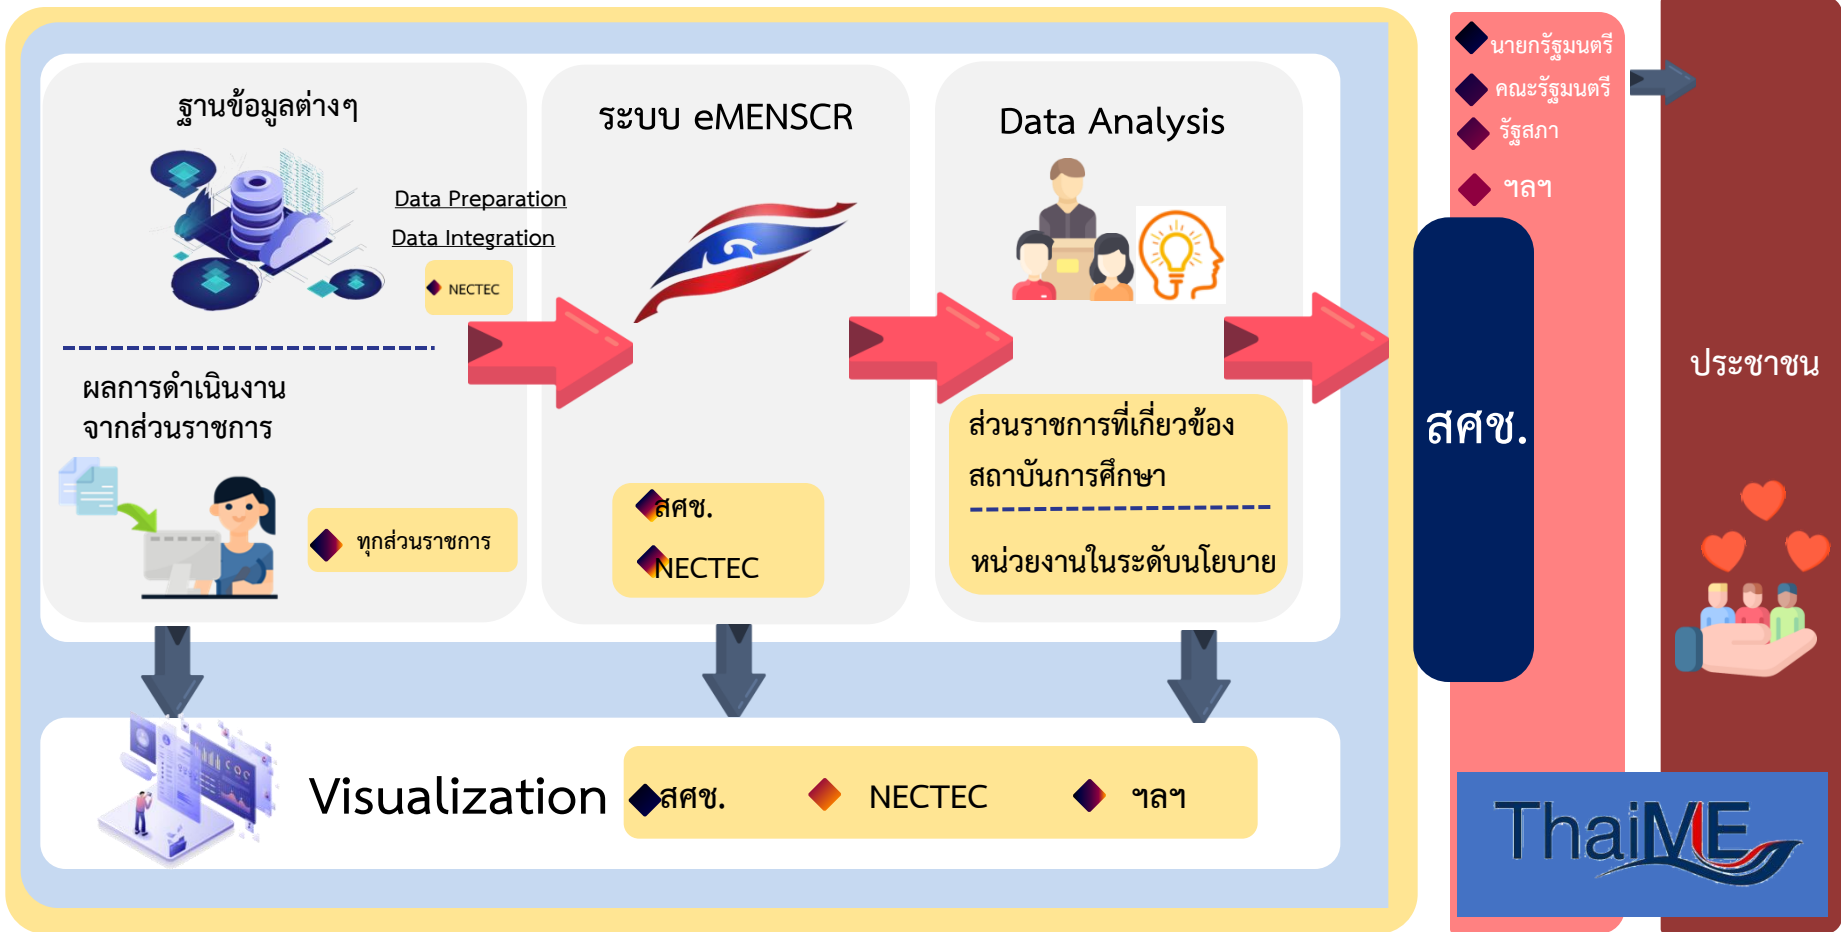 ฐานข้อมูลต่างๆ
Data Preparation
Data Integration
NECTEC
ผลการดำเนินงาน
จากส่วนราชการ
ทุกส่วนราชการ
ระบบ eMENSCR
สศช.
NECTEC
Data Analysis
ส่วนราชการที่เกี่ยวข้อง
สถาบันการศึกษา
หน่วยงานในระดับนโยบาย
Visualization
สศช.
NECTEC
ฯลฯ
นายกรัฐมนตรี
คณะรัฐมนตรี
รัฐสภา
ฯลฯ
สศช.
ประชาชน
ThaiME